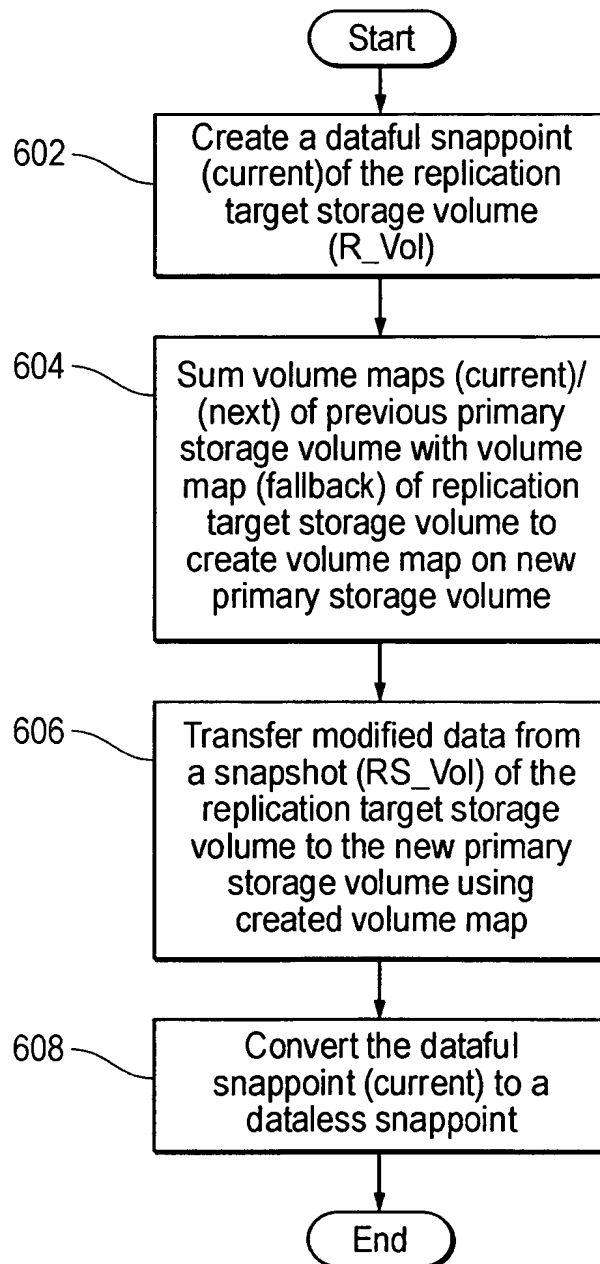 Start
602
Create a dataful snappoint
(current)of the replication
target storage volume
(R_Vol)
604
Sum volume maps (current)/
(next) of previous primary
storage volume with volume
map (fallback) of replication
target storage volume to
create volume map on new
primary storage volume
606
Transfer modified data from
a snapshot (RS_Vol) of the
replication target storage
volume to the new primary
storage volume using
created volume map
608
Convert the dataful
snappoint (current) to a
dataless snappoint
End